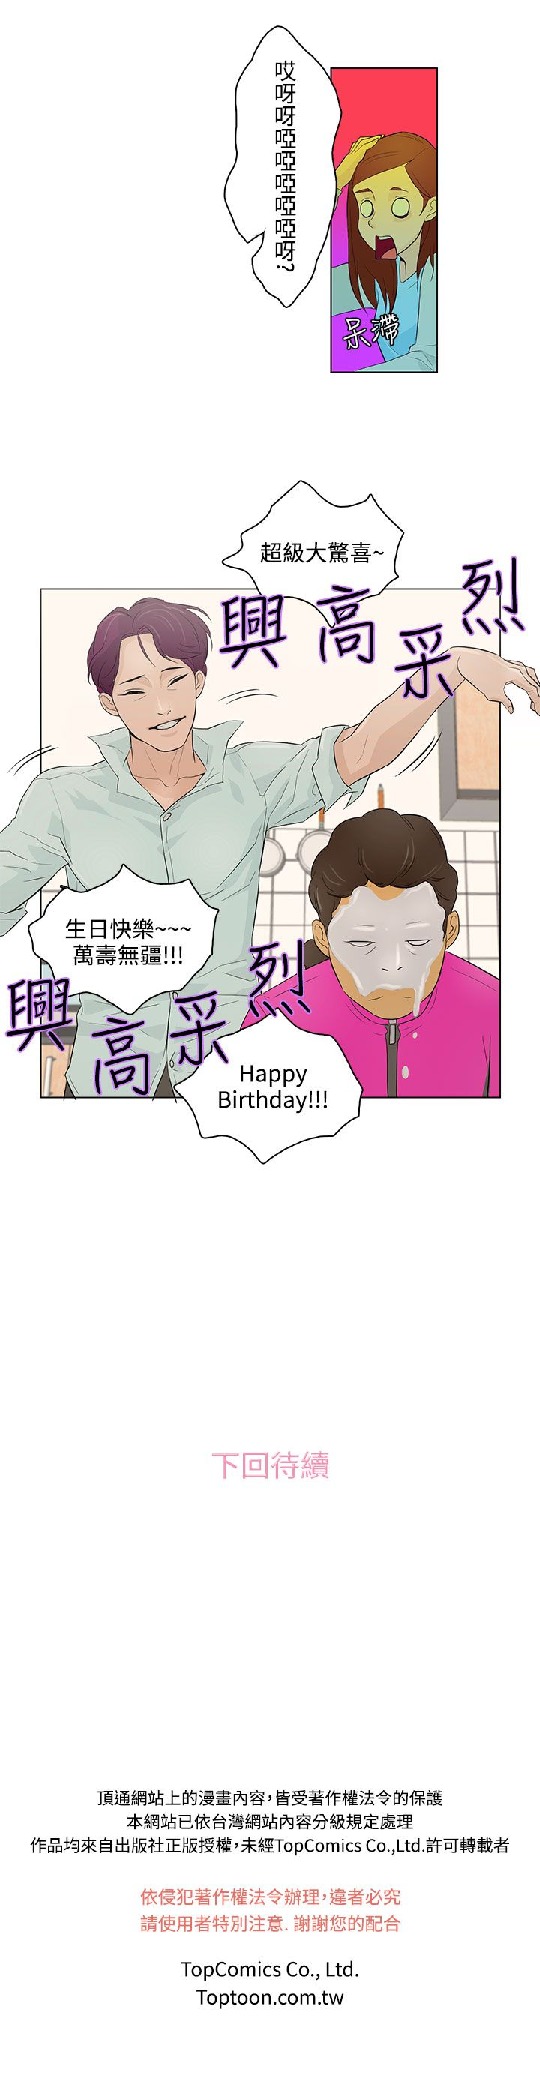 哎呀呀啞啞啞啞啞呀?
呆滯
超級大驚喜~
興高采烈
生日快樂~~~
萬壽無疆!!!
興高采烈
Happy
Birthday!!!
下回待續
頂通網站上的漫畫內容，皆受著作權法令的保護
本網站已依台灣網站內容分級規定處理
作品均來自出版社正版授權，未經TopComics Co.,Ltd.許可轉載者
依侵犯著作權法令辦理，違者必究
請使用者特別注意. 謝謝您的配合
TopComics Co., Ltd.
Toptoon.com.tw